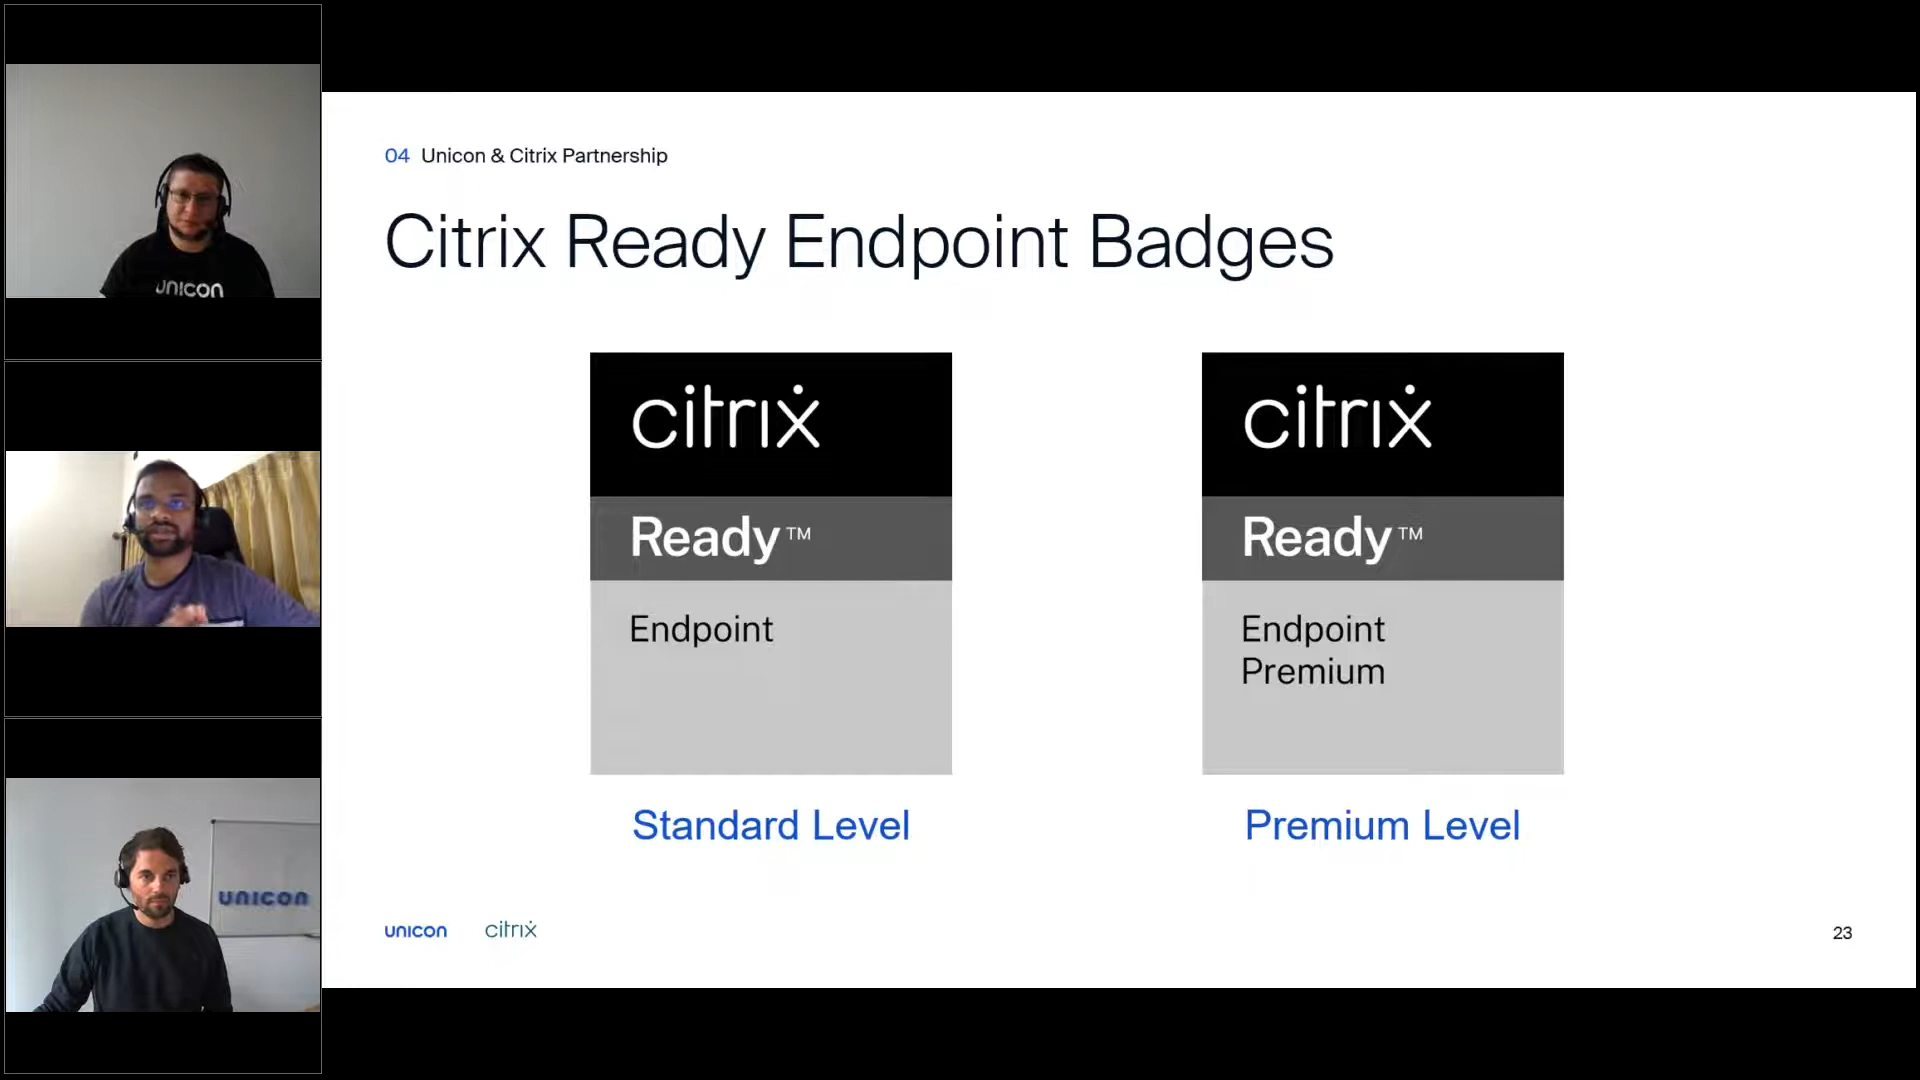 UNICON
UNICON
04 Unicon & Citrix Partnership
Citrix Ready Endpoint Badges
citrix
Ready™
Endpoint
Standard Level
citrix
Ready™
Endpoint
Premium
Premium Level
UNICON citrix
23